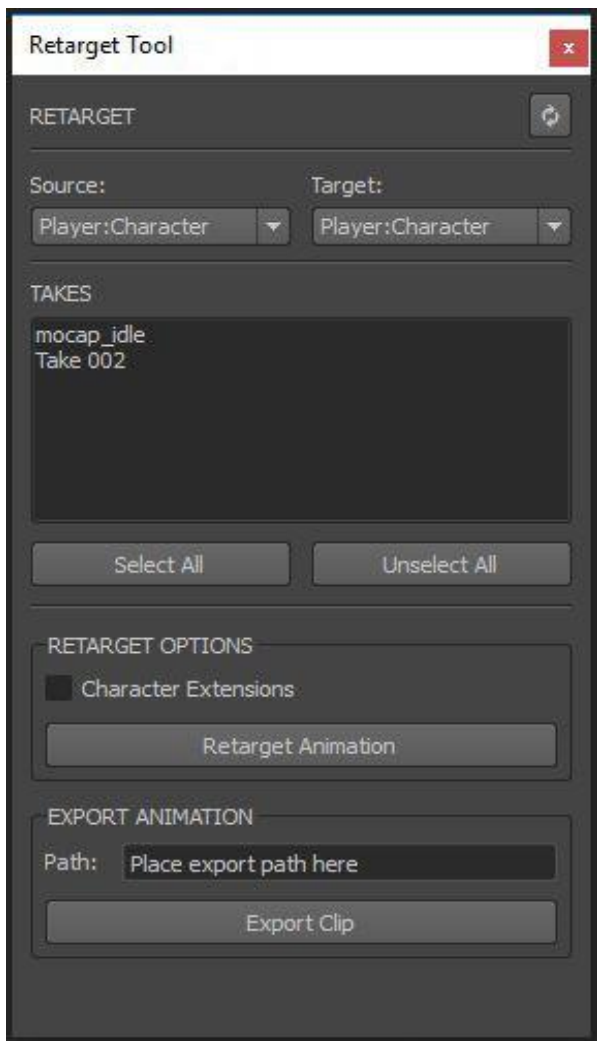 Retarget Tool
x
RETARGET
Source: Target:
Player:Character Player:Character
TAKES
mocap_idle
Take 002
Select All Unselect All
RETARGET OPTIONS
Character Extensions
Retarget Animation
EXPORT ANIMATION
Path: Place export path here
Export Clip